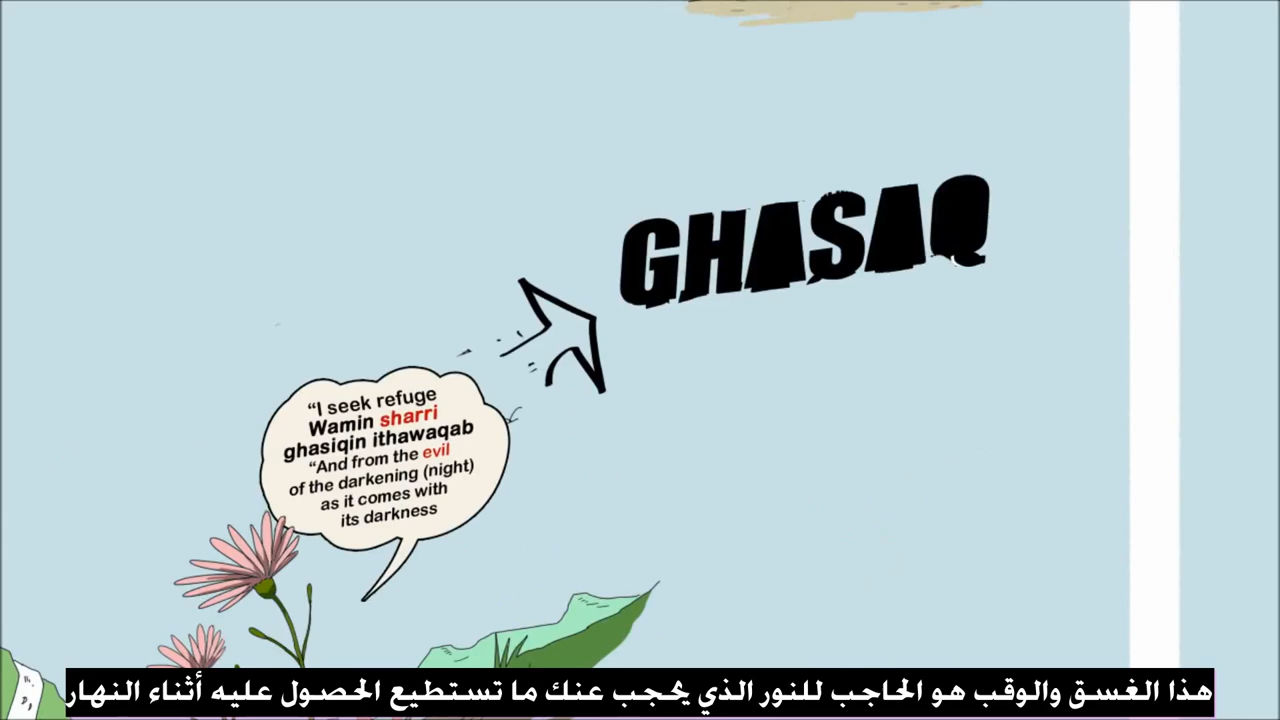 GHASAQ
“I seek refuge
Wamin sharri
ghasiqin ithawaqab
“And from the evil
of the darkening (night)
as it comes with
its darkness
هذا الغسق والوقب هو الحاجب للنور الذي يحجب عنك ما تستطيع الحصول عليه أثناء النهار